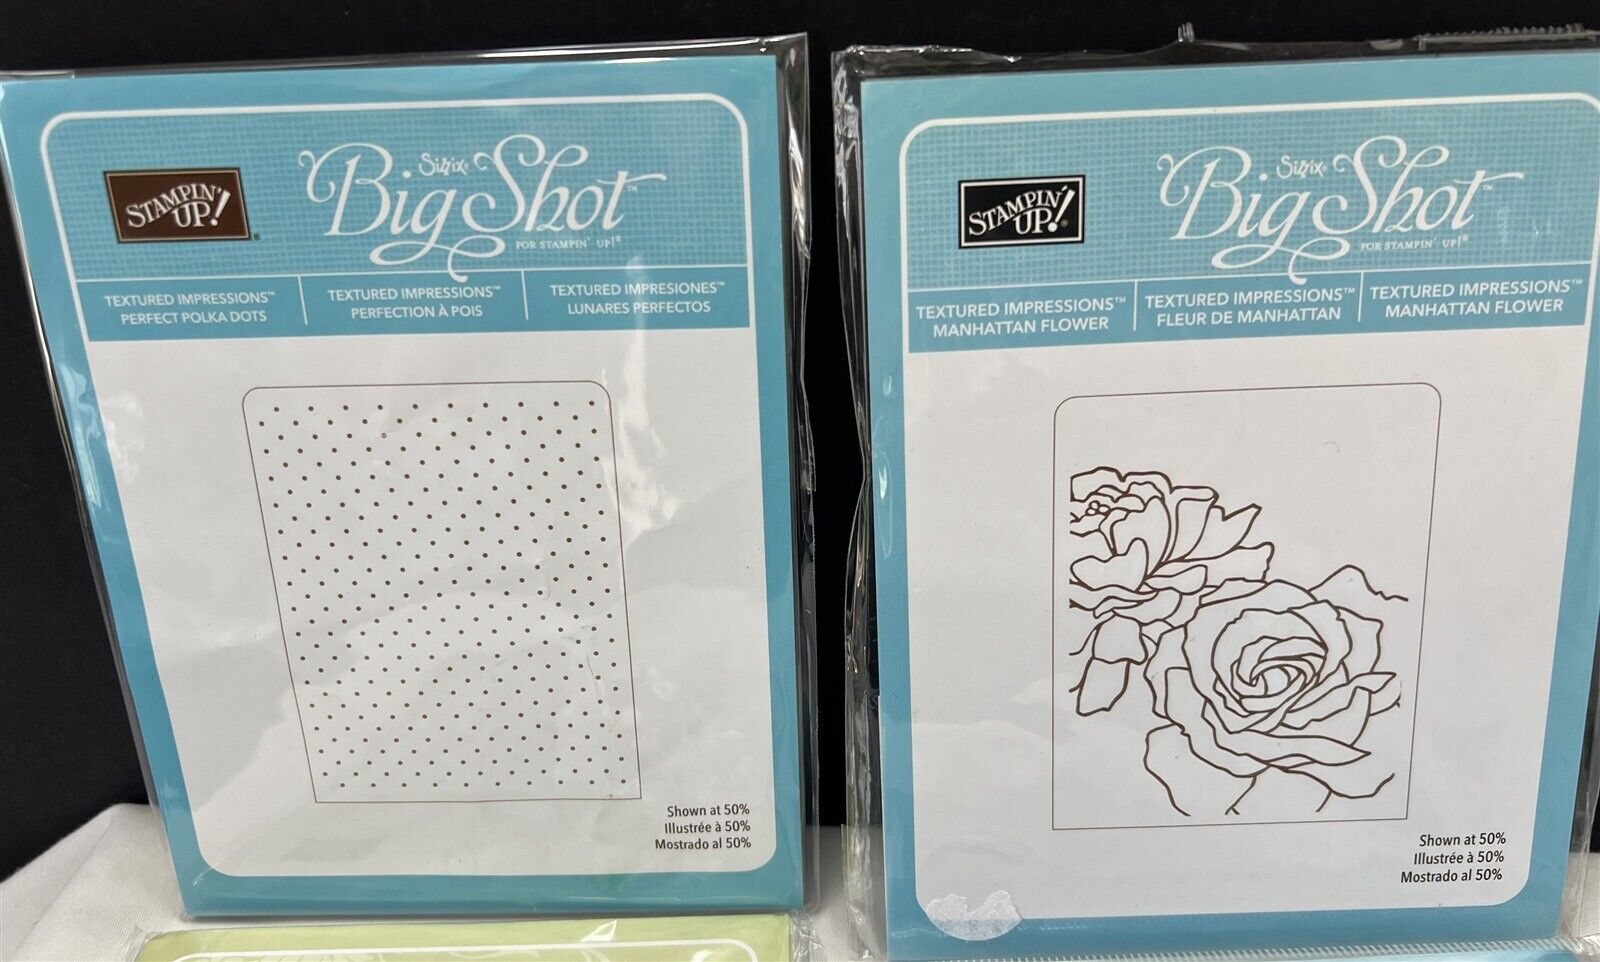 STAMPIN' UP!®
Sizzix®
Big Shot™
FOR STAMPIN' UP!®
TEXTURED IMPRESSIONS™
PERFECT POLKA DOTS
TEXTURED IMPRESSIONS™
PERFECTION À POIS
TEXTURED IMPRESIONES™
LUNARES PERFECTOS
Shown at 50%
Illustrée à 50%
Mostrado al 50%
STAMPIN' UP!®
Sizzix®
Big Shot™
FOR STAMPIN' UP!®
TEXTURED IMPRESSIONS™
MANHATTAN FLOWER
TEXTURED IMPRESSIONS™
FLEUR DE MANHATTAN
TEXTURED IMPRESSIONS™
MANHATTAN FLOWER
Shown at 50%
Illustrée à 50%
Mostrado al 50%